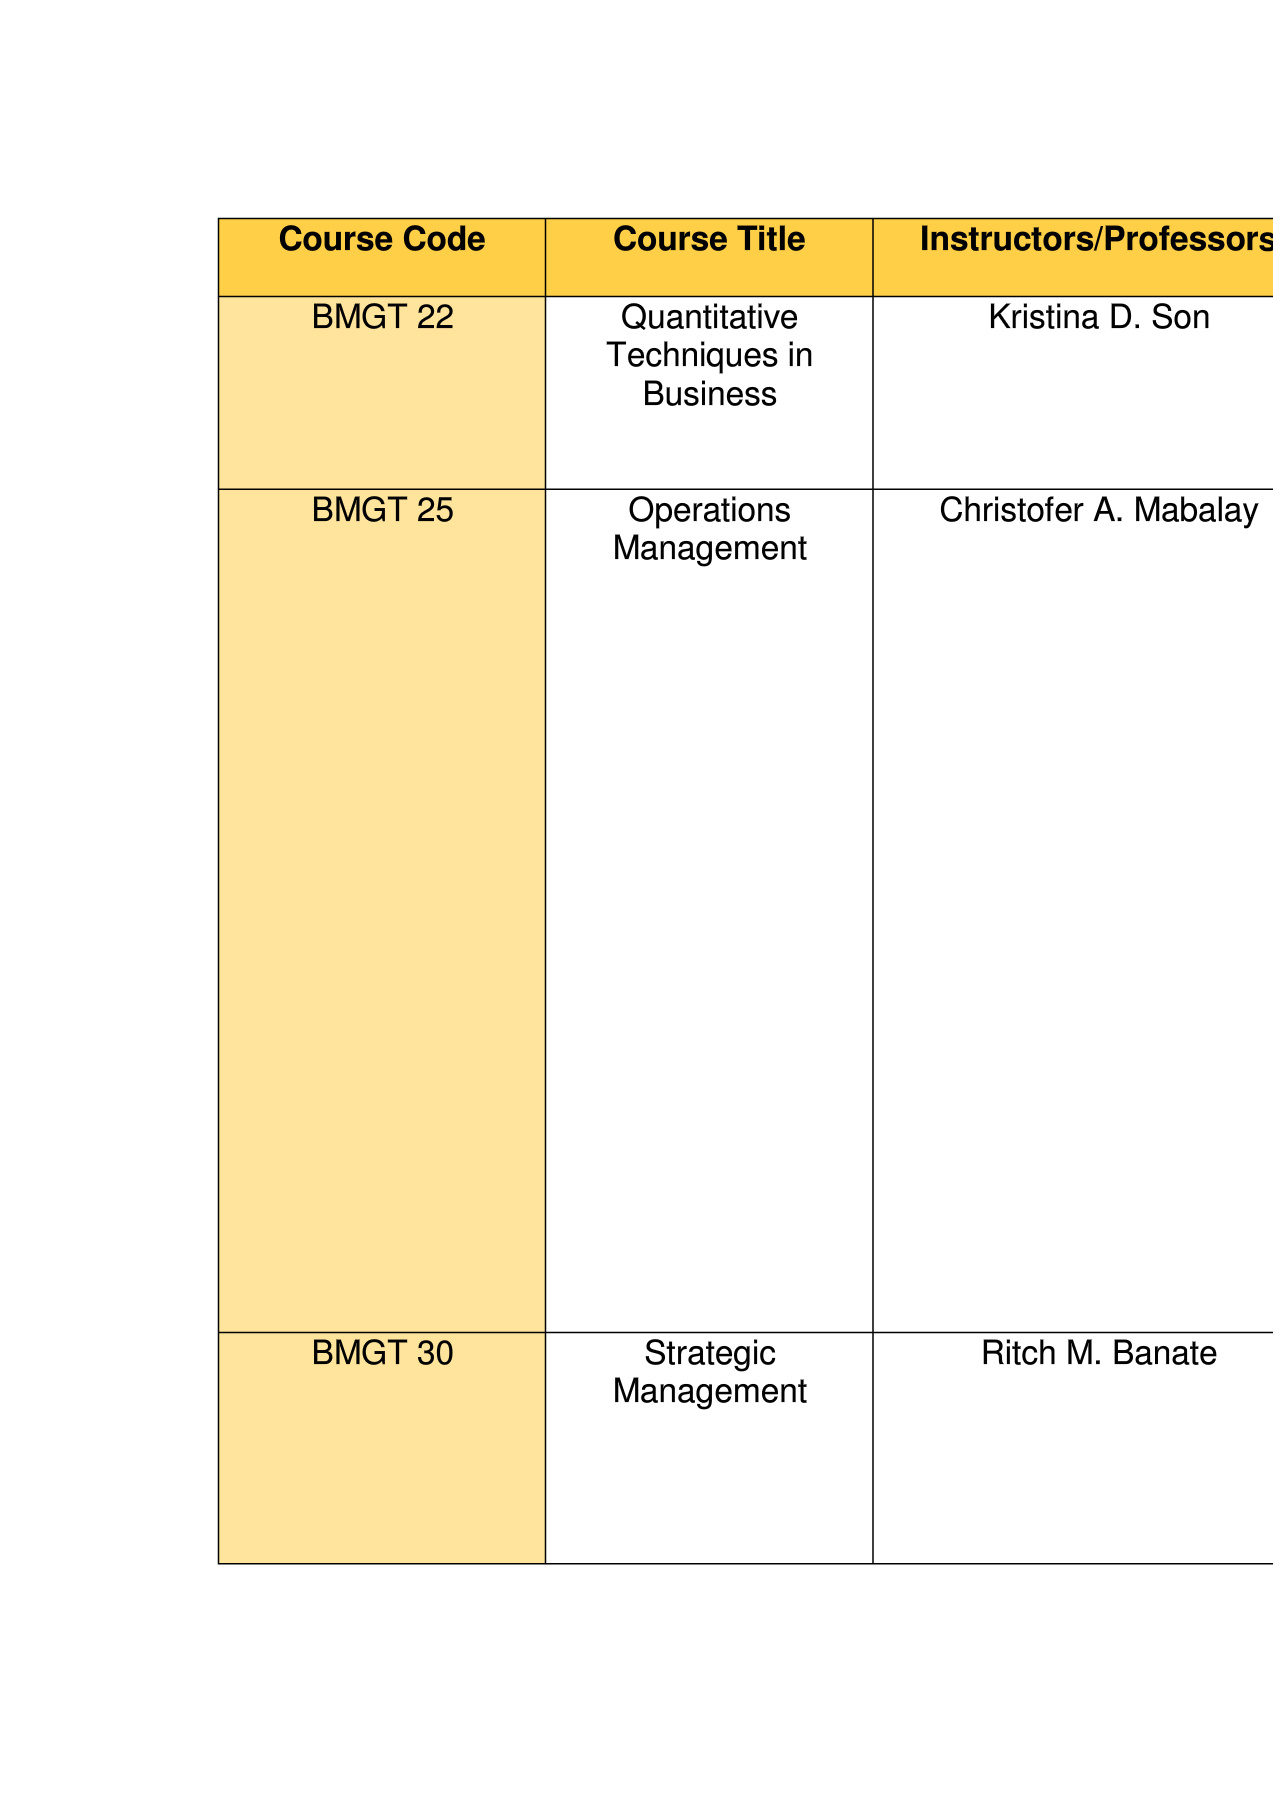 Course Code Course Title Instructors/Professors
BMGT 22 Quantitative Kristina D. Son
Techniques in
Business
BMGT 25 Operations Christofer A. Mabalay
Management
BMGT 30 Strategic Ritch M. Banate
Management